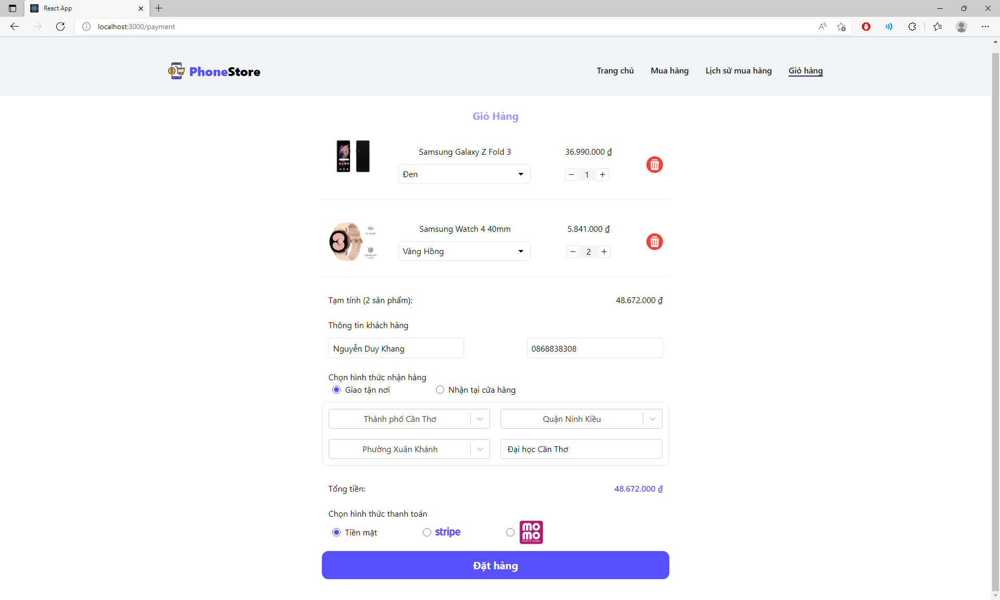 React App
localhost:3000/payment
PhoneStore
Trang chủ Mua hàng Lịch sử mua hàng Giỏ hàng
Giỏ Hàng
Samsung Galaxy Z Fold 3 36.990.000 ₫
Đen 1
Samsung Watch 4 40mm 5.841.000 ₫
Vàng Hồng 2
Tạm tính (2 sản phẩm): 48.672.000 ₫
Thông tin khách hàng
Nguyễn Duy Khang 0868838308
Chọn hình thức nhận hàng
Giao tận nơi Nhận tại cửa hàng
Thành phố Cần Thơ Quận Ninh Kiều
Phường Xuân Khánh Đại học Cần Thơ
Tổng tiền: 48.672.000 ₫
Chọn hình thức thanh toán
Tiền mặt stripe mo mo
Đặt hàng